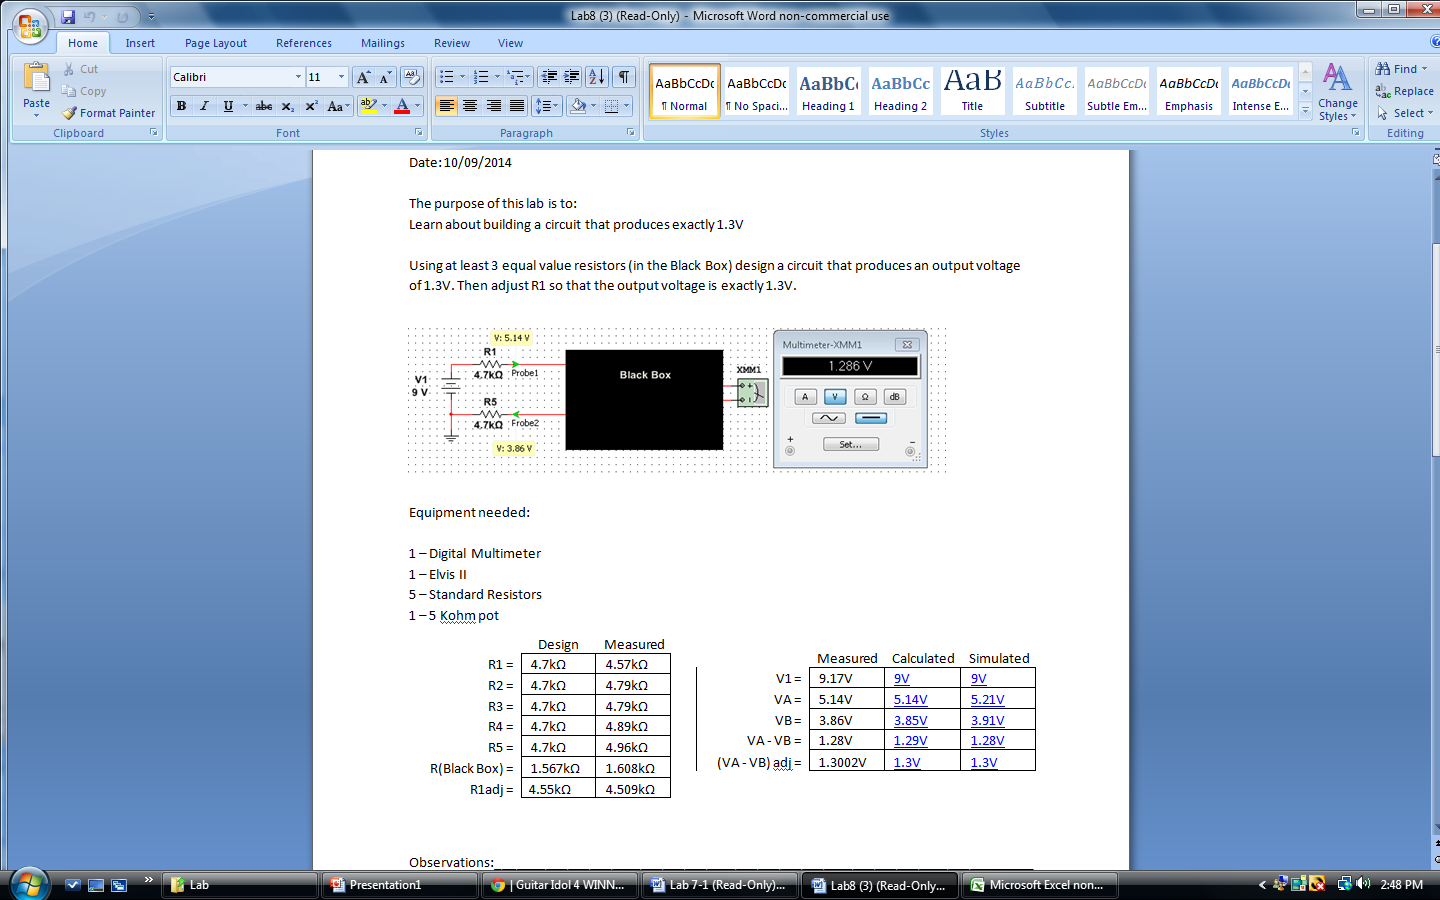 Lab8 (3) (Read-Only) - Microsoft Word non-commercial use
Home Insert Page Layout References Mailings Review View
Paste
Cut
Copy
Format Painter
Clipboard
Calibri 11
B I U abc x₂ x² Aa
Font
Paragraph
AaBbCcDc AaBbCcDc AaBbC AaBbCc AaB AaBbCc. AaBbCcDc AaBbCcDc AaBbCcDc
¶ Normal ¶ No Spaci... Heading 1 Heading 2 Title Subtitle Subtle Em... Emphasis Intense E...
Styles
Change
Styles
Find
Replace
Select
Editing
Date: 10/09/2014
The purpose of this lab is to:
Learn about building a circuit that produces exactly 1.3V
Using at least 3 equal value resistors (in the Black Box) design a circuit that produces an output voltage
of 1.3V. Then adjust R1 so that the output voltage is exactly 1.3V.
V: 5.14 V
R1
4.7kΩ
Probe1
V1
9 V
R5
4.7kΩ
Probe2
V: 3.86 V
Black Box
XMM1
Multimeter-XMM1
1.286 V
A V Ω dB
+ Set... -
Equipment needed:
1 – Digital Multimeter
1 – Elvis II
5 – Standard Resistors
1 – 5 Kohm pot
Design Measured
R1 = 4.7kΩ 4.57kΩ
R2 = 4.7kΩ 4.79kΩ
R3 = 4.7kΩ 4.79kΩ
R4 = 4.7kΩ 4.89kΩ
R5 = 4.7kΩ 4.96kΩ
R(Black Box) = 1.567kΩ 1.608kΩ
R1adj = 4.55kΩ 4.509kΩ
Measured Calculated Simulated
V1 = 9.17V 9V 9V
VA = 5.14V 5.14V 5.21V
VB = 3.86V 3.85V 3.91V
VA - VB = 1.28V 1.29V 1.28V
(VA - VB) adj = 1.3002V 1.3V 1.3V
Observations:
Lab
Presentation1
| Guitar Idol 4 WINN...
Lab 7-1 (Read-Only)...
Lab8 (3) (Read-Only...
Microsoft Excel non...
2:48 PM